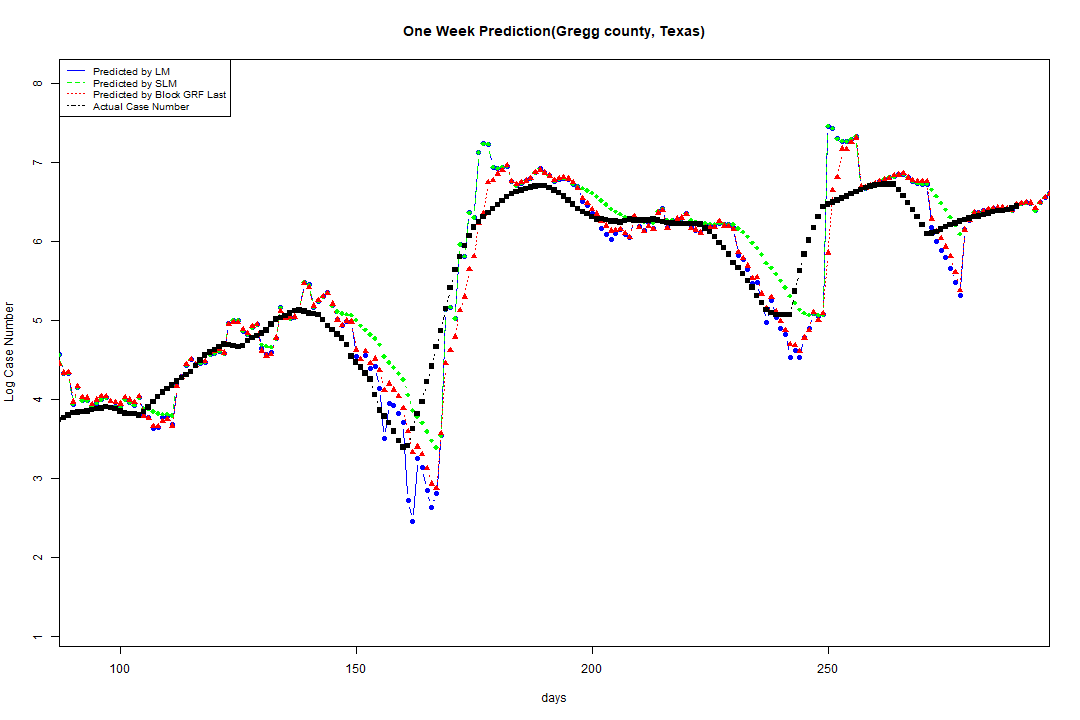 One Week Prediction(Gregg county, Texas)
Predicted by LM
Predicted by SLM
Predicted by Block GRF Last
Actual Case Number
8
7
6
5
4
3
2
1
Log Case Number
100 150 200 250
days